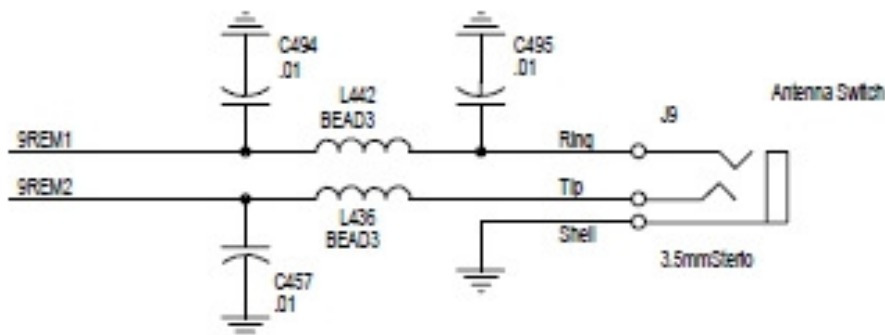 C494
.01
C495
.01
L442
BEAD3
J9
Antenna Switch
9REM1
Ring
9REM2
Tip
L436
BEAD3
Shell
3.5mmSterio
C457
.01